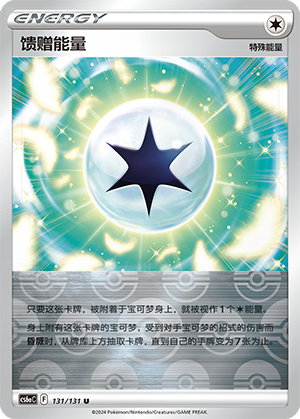 ENERGY
馈赠能量
特殊能量
只要这张卡牌,被附着于宝可梦身上,就被视作1个能量。
身上附有这张卡牌的宝可梦,受到对手宝可梦的招式的伤害而
昏厥时,从牌库上方抽取卡牌,直到自己的手牌变为7张为止。
CS6aC F 131/131 U
©2024 Pokémon/Nintendo/Creatures/GAME FREAK.